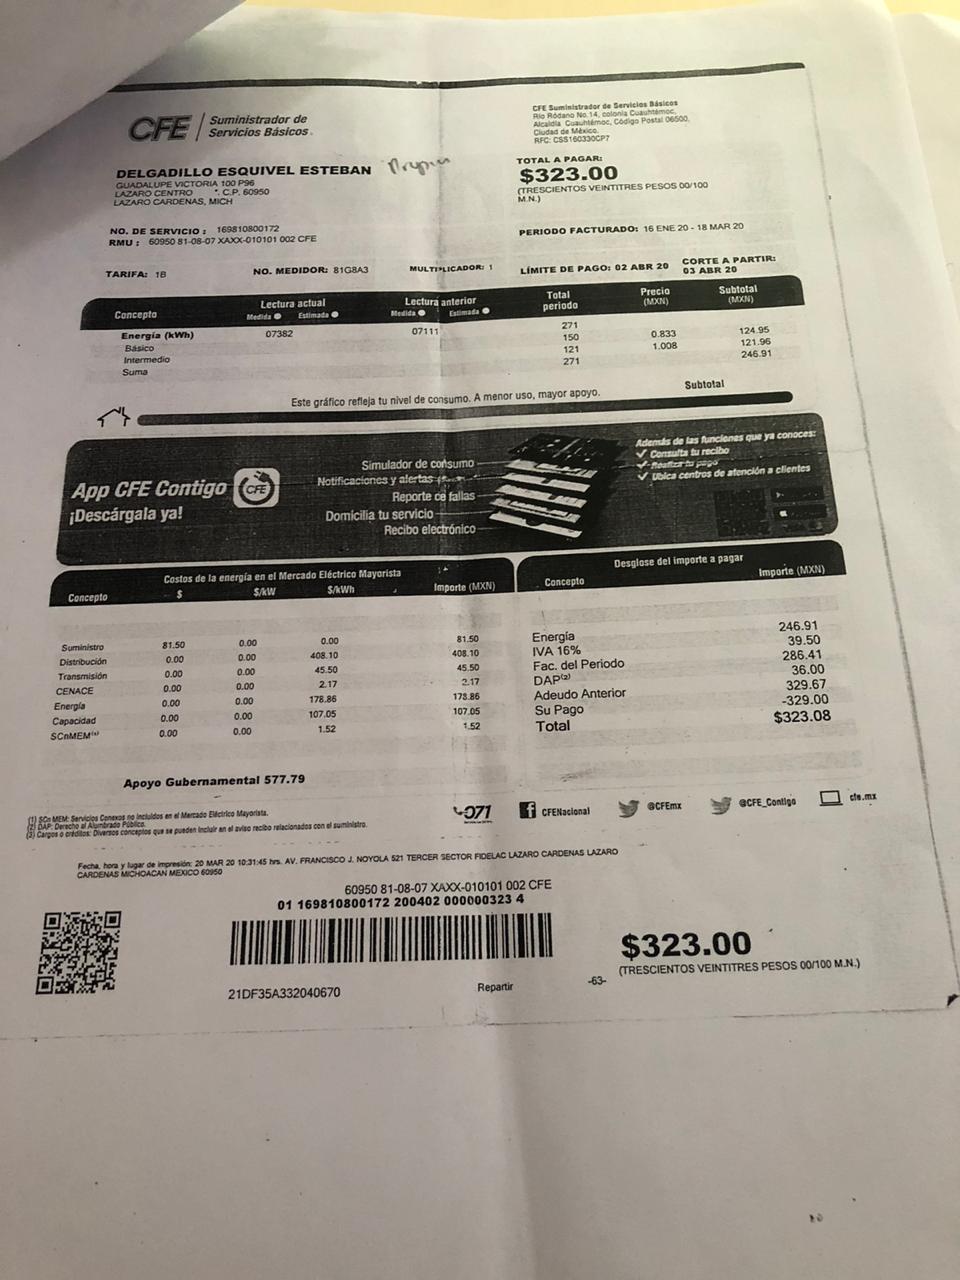 CFE Suministrador de
Servicios Básicos
CFE Suministrador de Servicios Básicos
Río Ródano No.14, colonia Cuauhtémoc,
Alcaldía Cuauhtémoc, Código Postal 06500,
Ciudad de México.
RFC: CSS160330CP7
DELGADILLO ESQUIVEL ESTEBAN
GUADALUPE VICTORIA 100 P96
LAZARO CENTRO *. C.P. 60950
LAZARO CARDENAS, MICH
TOTAL A PAGAR:
$323.00
(TRESCIENTOS VEINTITRES PESOS 00/100
M.N.)
NO. DE SERVICIO : 169810800172
RMU : 60950 81-08-07 XAXX-010101 002 CFE
PERIODO FACTURADO: 16 ENE 20 - 18 MAR 20
TARIFA: 1B NO. MEDIDOR: 81G8A3 MULTIPLICADOR: 1 LÍMITE DE PAGO: 02 ABR 20 CORTE A PARTIR:
03 ABR 20
Concepto Lectura actual Lectura anterior Total periodo Precio (MXN) Subtotal (MXN)
Medida Estimada Medida Estimada
Energía (kWh) 07382 07111 271
Básico 150 0.833 124.95
Intermedio 121 1.008 121.96
Suma 271 246.91
Este gráfico refleja tu nivel de consumo. A menor uso, mayor apoyo. Subtotal
App CFE Contigo
¡Descárgala ya!
CFE
Simulador de consumo
Notificaciones y alertas
Reporte de fallas
Domicilia tu servicio
Recibo electrónico
Además de las funciones que ya conoces:
Consulta tu recibo
Realiza tu pago
Ubica centros de atención a clientes
Costos de la energía en el Mercado Eléctrico Mayorista
Concepto $ $/kW $/kWh Importe (MXN)
Suministro 81.50 0.00 0.00 81.50
Distribución 0.00 0.00 408.10 408.10
Transmisión 0.00 0.00 45.50 45.50
CENACE 0.00 0.00 2.17 2.17
Energía 0.00 0.00 178.86 178.86
Capacidad 0.00 0.00 107.05 107.05
SCnMEM(1) 0.00 0.00 1.52 1.52
Desglose del importe a pagar
Concepto Importe (MXN)
Energía 246.91
IVA 16% 39.50
Fac. del Periodo 286.41
DAP(2) 36.00
Adeudo Anterior 329.67
Su Pago -329.00
Total $323.08
Apoyo Gubernamental 577.79
(1) SCn MEM: Servicios Conexos no Incluidos en el Mercado Eléctrico Mayorista.
(2) DAP: Derecho al Alumbrado Público.
(3) Cargos o créditos: Diversos conceptos que se pueden incluir en el aviso recibo relacionados con el suministro.
071 CFENacional @CFEmx @CFE_Contigo cfe.mx
Fecha, hora y lugar de impresión: 20 MAR 20 10:31:45 hrs. AV. FRANCISCO J. NOYOLA 521 TERCER SECTOR FIDELAC LAZARO CARDENAS LAZARO
CARDENAS MICHOACAN MEXICO 60950
60950 81-08-07 XAXX-010101 002 CFE
01 169810800172 200402 000000323 4
21DF35A332040670
Repartir
-63-
$323.00
(TRESCIENTOS VEINTITRES PESOS 00/100 M.N.)